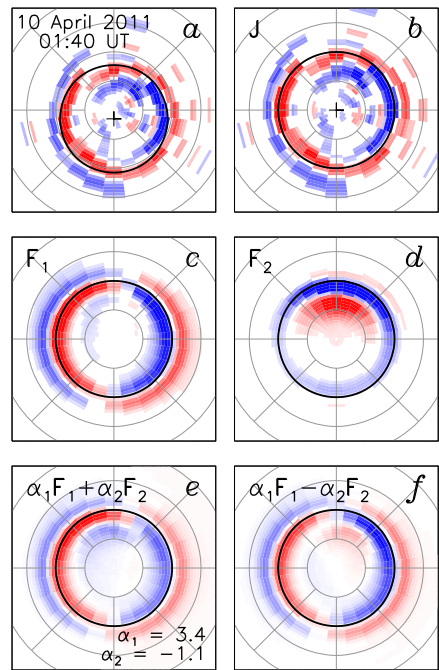 10 April 2011 a
01:40 UT
J b
F₁ c
F₂ d
α₁F₁+α₂F₂ e
α₁ = 3.4
α₂ = −1.1
α₁F₁−α₂F₂ f